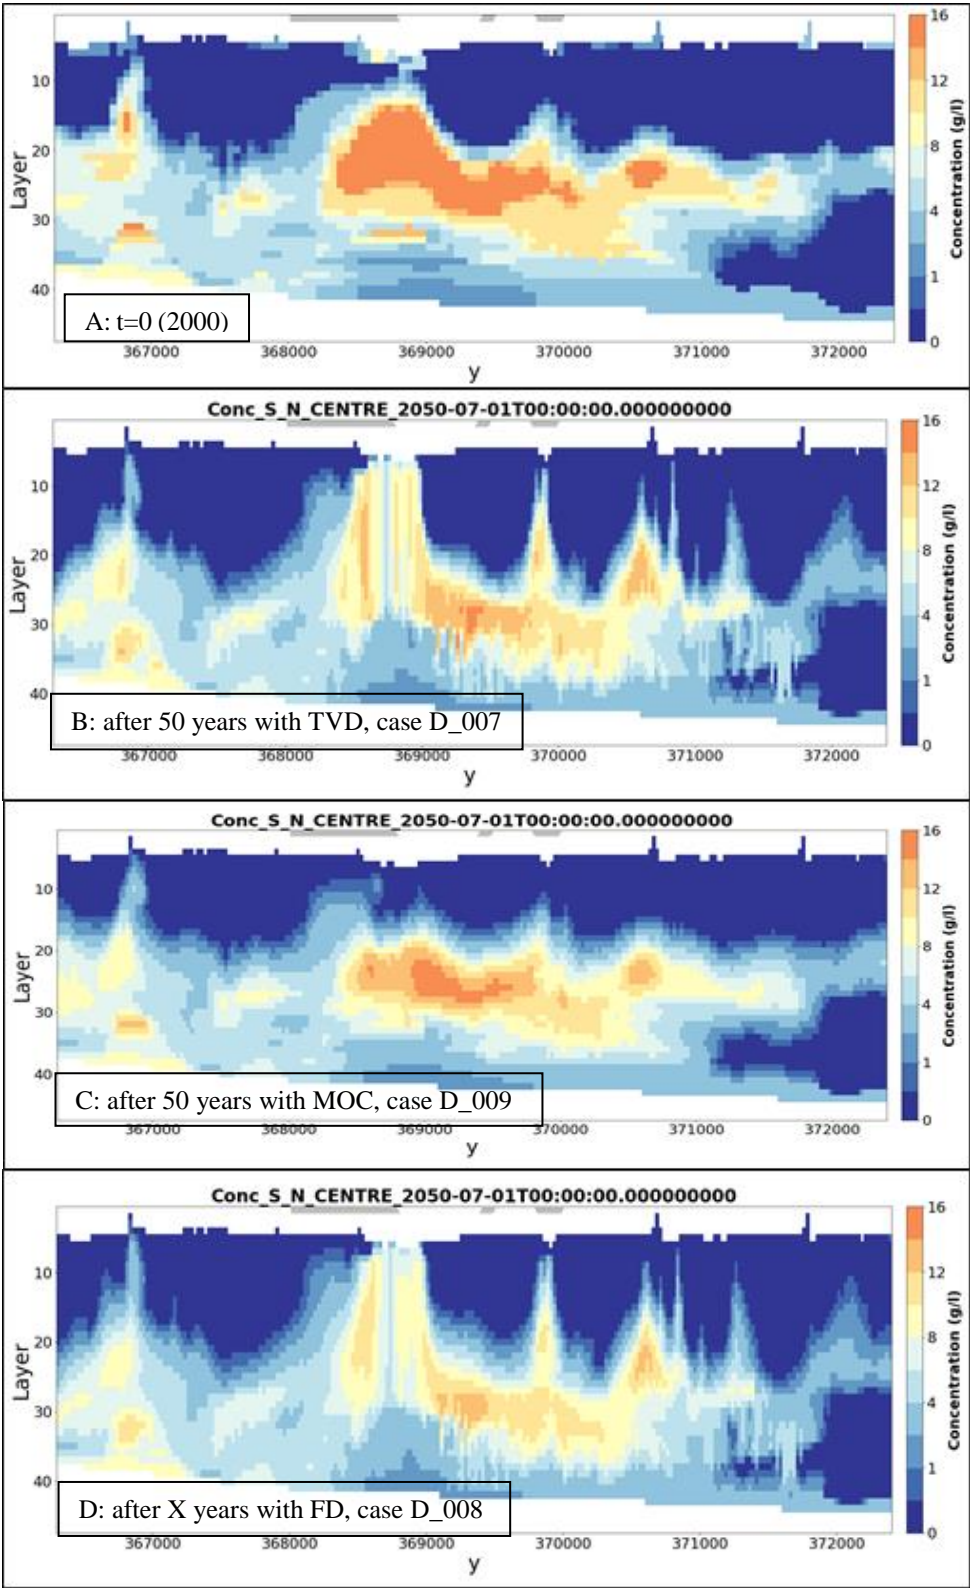 16
12
8
4
1
0
Concentration (g/l)
10
20
30
40
Layer
A: t=0 (2000)
367000 368000 369000 370000 371000 372000
y
Conc_S_N_CENTRE_2050-07-01T00:00:00.000000000
16
12
8
4
1
0
Concentration (g/l)
10
20
30
40
Layer
B: after 50 years with TVD, case D_007
367000 368000 369000 370000 371000 372000
y
Conc_S_N_CENTRE_2050-07-01T00:00:00.000000000
16
12
8
4
1
0
Concentration (g/l)
10
20
30
40
Layer
C: after 50 years with MOC, case D_009
367000 368000 369000 370000 371000 372000
y
Conc_S_N_CENTRE_2050-07-01T00:00:00.000000000
16
12
8
4
1
0
Concentration (g/l)
10
20
30
40
Layer
D: after X years with FD, case D_008
367000 368000 369000 370000 371000 372000
y